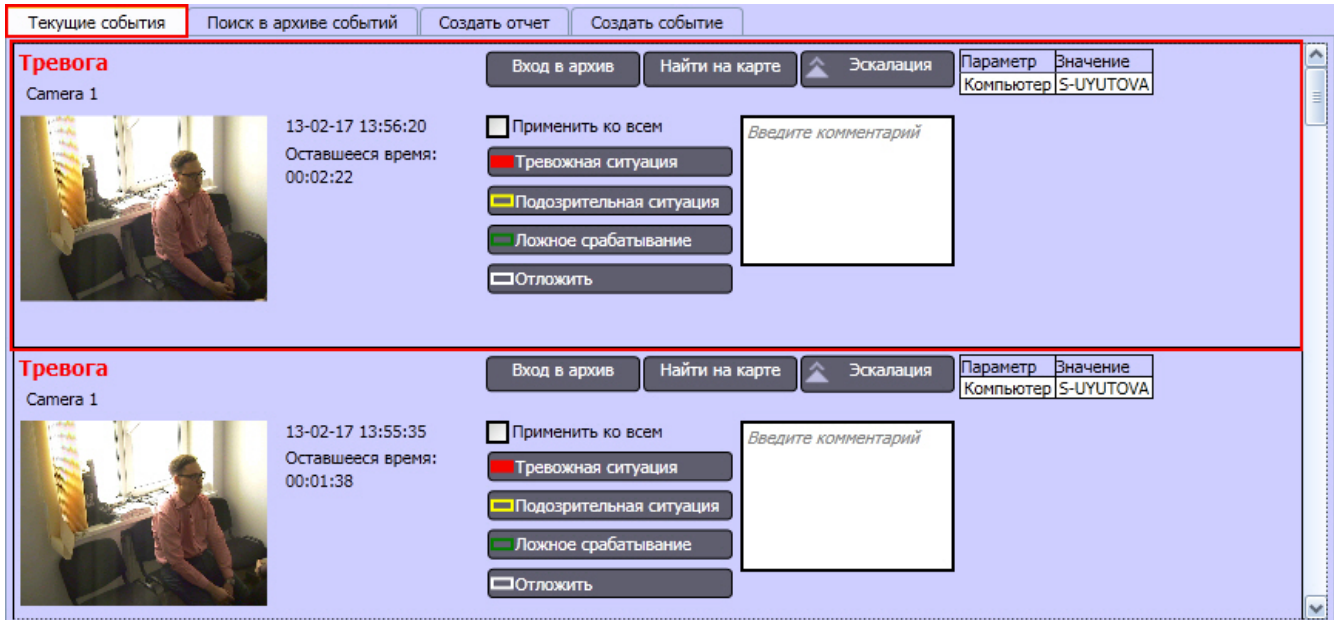 Текущие события
Поиск в архиве событий
Создать отчет
Создать событие
Тревога
Camera 1
Вход в архив
Найти на карте
Эскалация
Параметр Значение
Компьютер S-UYUTOVA
13-02-17 13:56:20
Оставшееся время:
00:02:22
Применить ко всем
Тревожная ситуация
Подозрительная ситуация
Ложное срабатывание
Отложить
Введите комментарий
Тревога
Camera 1
Вход в архив
Найти на карте
Эскалация
Параметр Значение
Компьютер S-UYUTOVA
13-02-17 13:55:35
Оставшееся время:
00:01:38
Применить ко всем
Тревожная ситуация
Подозрительная ситуация
Ложное срабатывание
Отложить
Введите комментарий